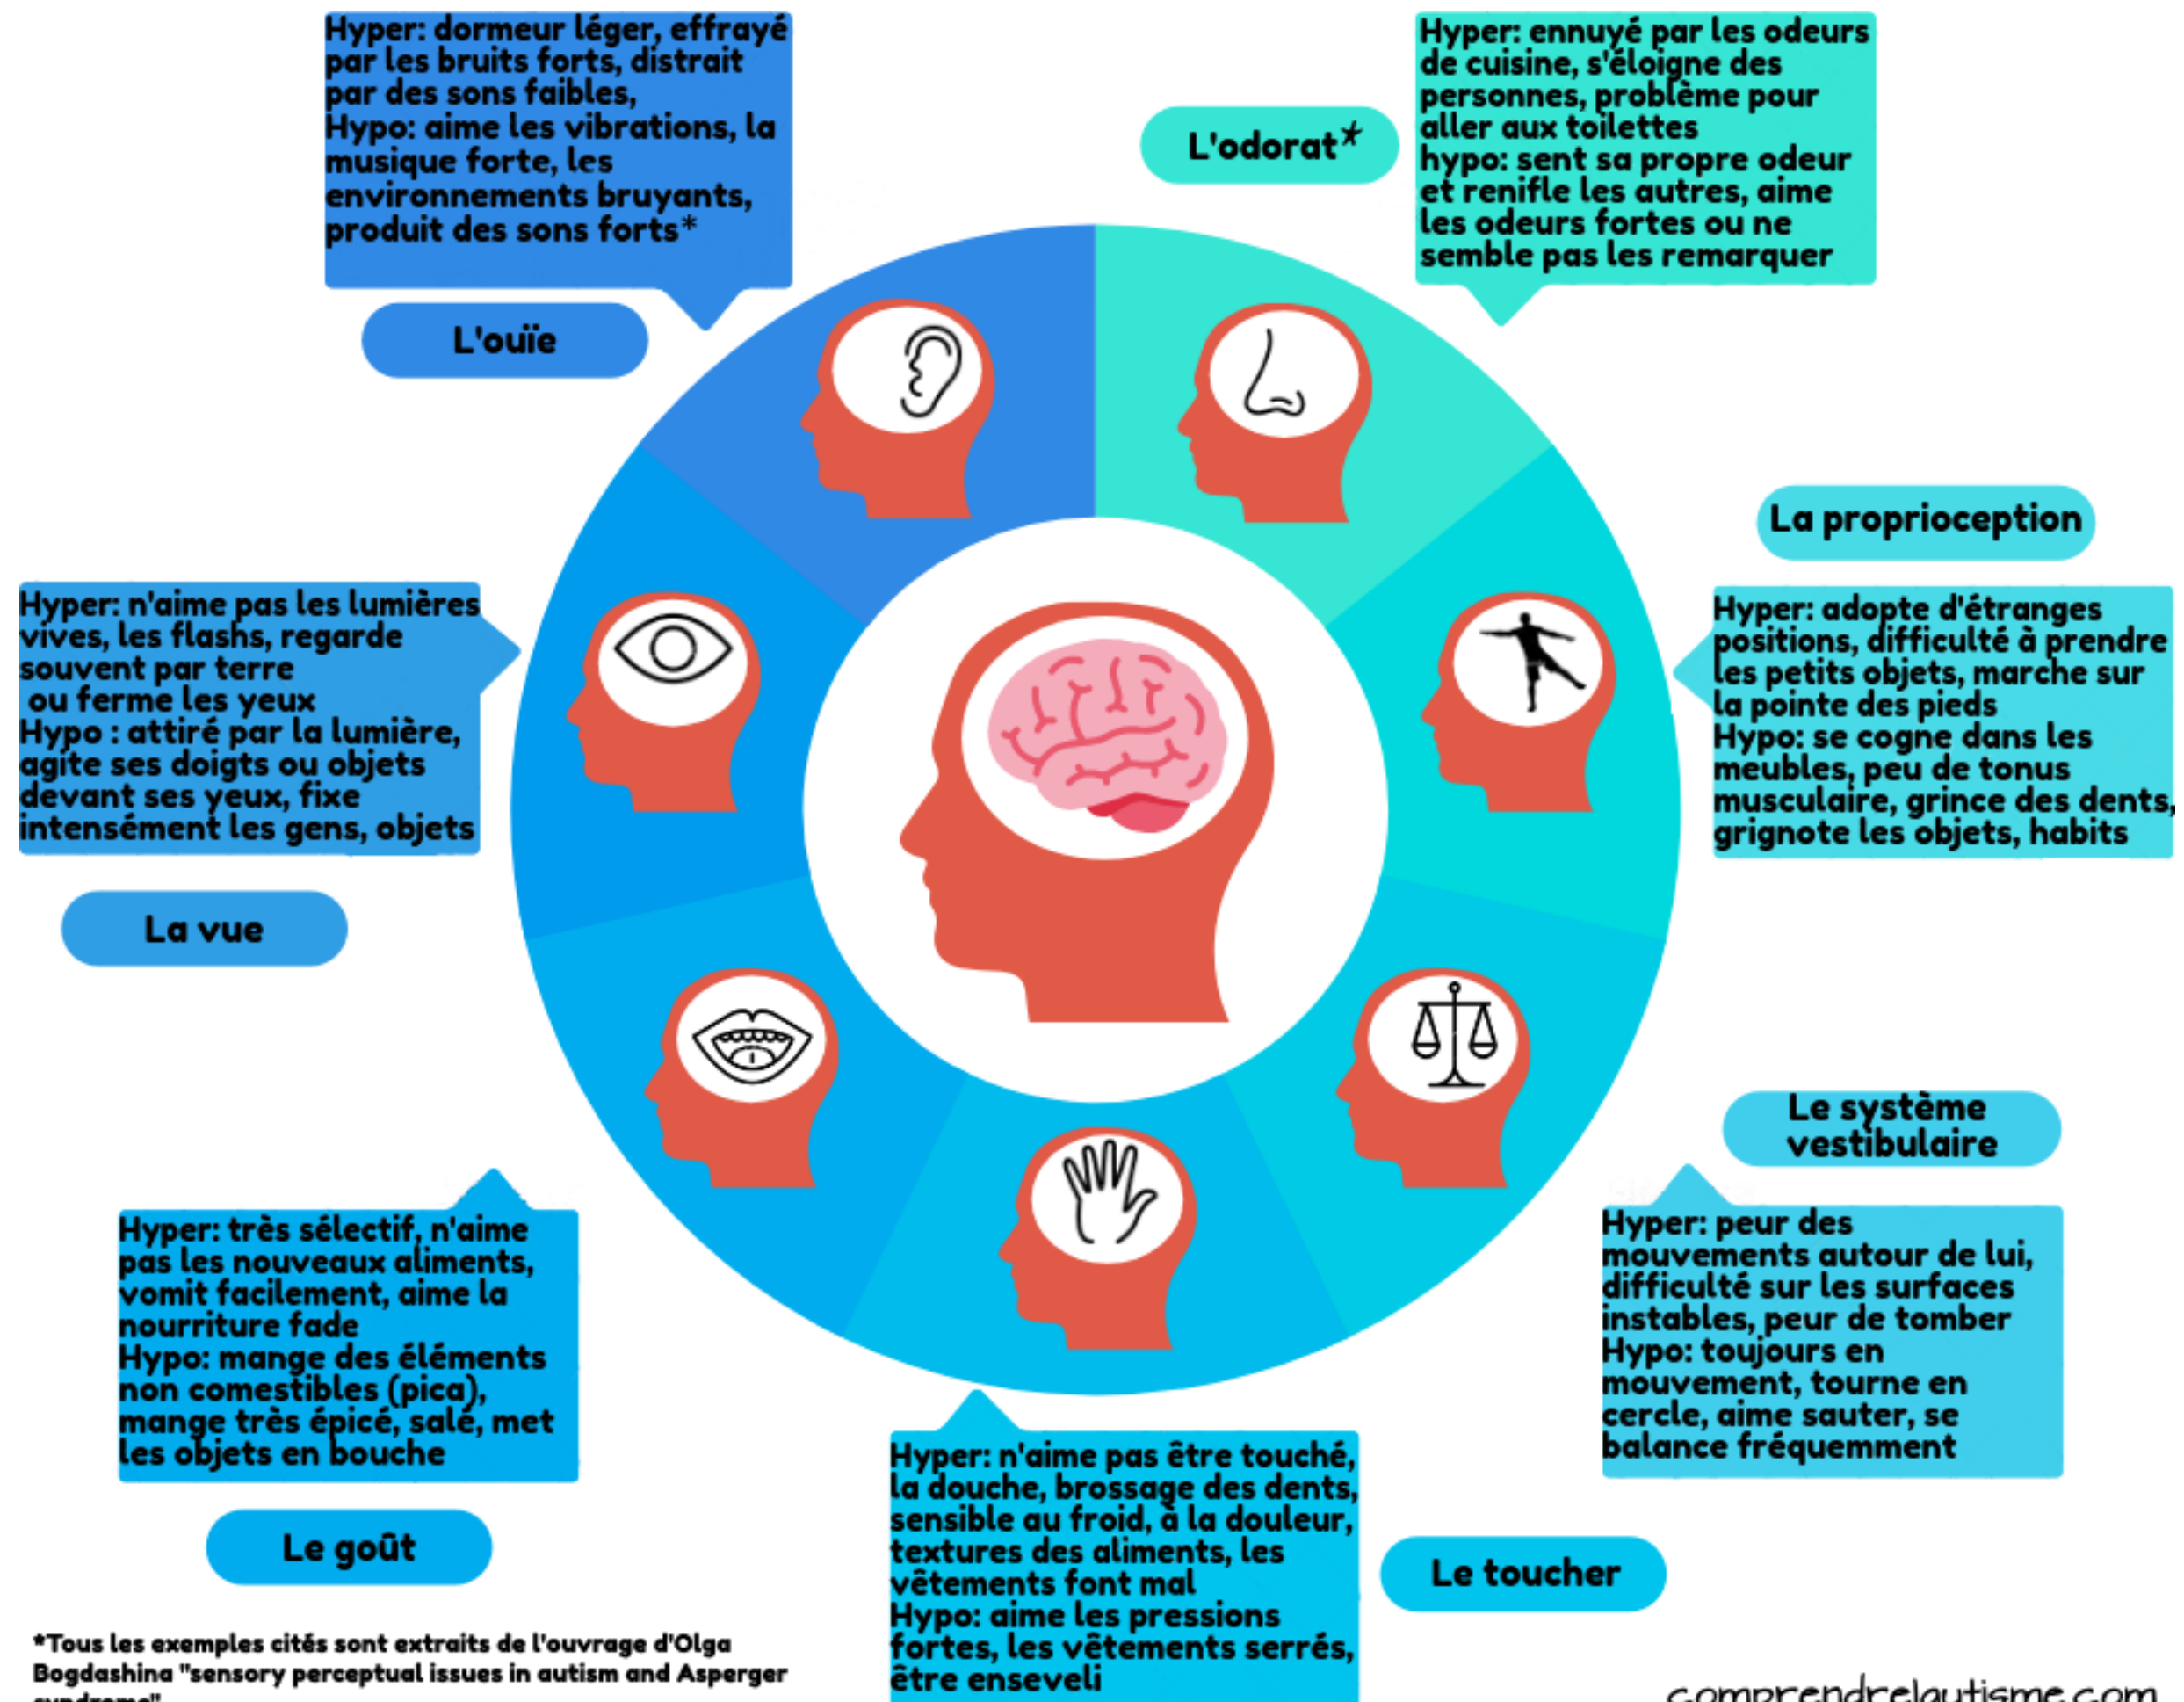 Hyper: dormeur léger, effrayé
par les bruits forts, distrait
par des sons faibles,
Hypo: aime les vibrations, la
musique forte, les
environnements bruyants,
produit des sons forts*
L'ouïe
L'odorat*
Hyper: ennuyé par les odeurs
de cuisine, s'éloigne des
personnes, problème pour
aller aux toilettes
hypo: sent sa propre odeur
et renifle les autres, aime
les odeurs fortes ou ne
semble pas les remarquer
La proprioception
Hyper: adopte d'étranges
positions, difficulté à prendre
les petits objets, marche sur
la pointe des pieds
Hypo: se cogne dans les
meubles, peu de tonus
musculaire, grince des dents,
grignote les objets, habits
Hyper: n'aime pas les lumières
vives, les flashs, regarde
souvent par terre
ou ferme les yeux
Hypo : attiré par la lumière,
agite ses doigts ou objets
devant ses yeux, fixe
intensément les gens, objets
La vue
Le système
vestibulaire
Hyper: peur des
mouvements autour de lui,
difficulté sur les surfaces
instables, peur de tomber
Hypo: toujours en
mouvement, tourne en
cercle, aime sauter, se
balance fréquemment
Hyper: très sélectif, n'aime
pas les nouveaux aliments,
vomit facilement, aime la
nourriture fade
Hypo: mange des éléments
non comestibles (pica),
mange très épicé, salé, met
les objets en bouche
Le goût
Hyper: n'aime pas être touché,
la douche, brossage des dents,
sensible au froid, à la douleur,
textures des aliments, les
vêtements font mal
Hypo: aime les pressions
fortes, les vêtements serrés,
être enseveli
Le toucher
*Tous les exemples cités sont extraits de l'ouvrage d'Olga
Bogdashina "sensory perceptual issues in autism and Asperger
syndrome"
comprendrelautisme.com